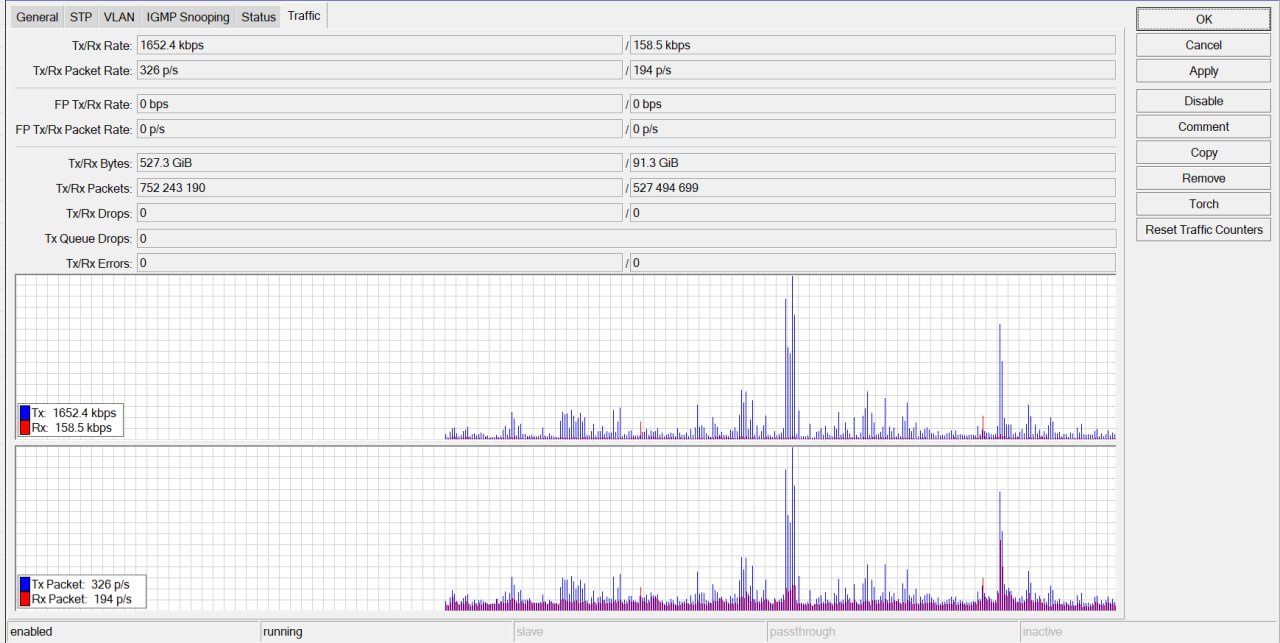 General STP VLAN IGMP Snooping Status Traffic
Tx/Rx Rate: 1652.4 kbps / 158.5 kbps
Tx/Rx Packet Rate: 326 p/s / 194 p/s
FP Tx/Rx Rate: 0 bps / 0 bps
FP Tx/Rx Packet Rate: 0 p/s / 0 p/s
Tx/Rx Bytes: 527.3 GiB / 91.3 GiB
Tx/Rx Packets: 752 243 190 / 527 494 699
Tx/Rx Drops: 0 / 0
Tx Queue Drops: 0
Tx/Rx Errors: 0 / 0
Tx: 1652.4 kbps
Rx: 158.5 kbps
Tx Packet: 326 p/s
Rx Packet: 194 p/s
OK
Cancel
Apply
Disable
Comment
Copy
Remove
Torch
Reset Traffic Counters
enabled running slave passthrough inactive